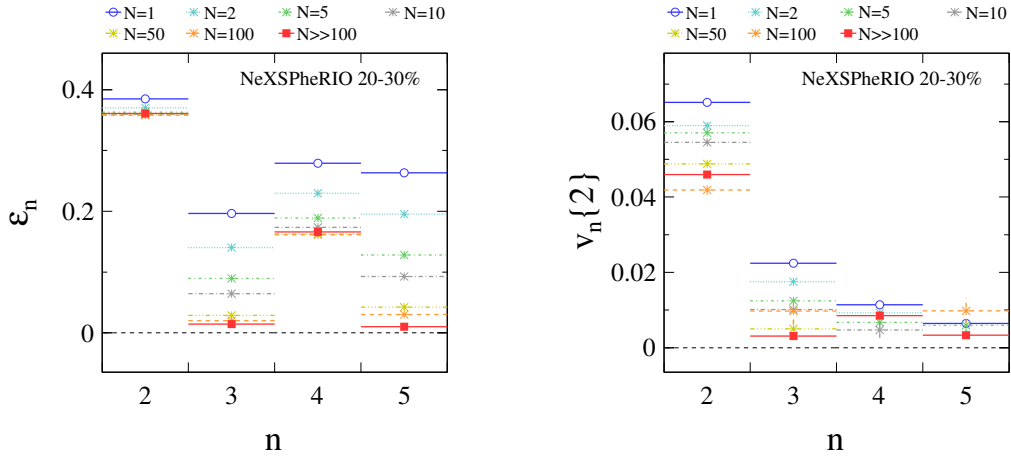 N=1 N=2 N=5 N=10
N=50 N=100 N>>100
NeXSPheRIO 20-30%
0.4
0.2
0
εn
2 3 4 5
n
N=1 N=2 N=5 N=10
N=50 N=100 N>>100
NeXSPheRIO 20-30%
0.06
0.04
0.02
0
vn{2}
2 3 4 5
n